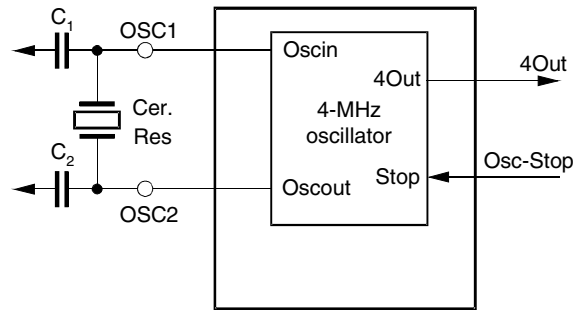 C1
OSC1
Oscin
4Out
4Out
Cer.
Res
4-MHz
oscillator
C2
Osc-Stop
Stop
Oscout
OSC2